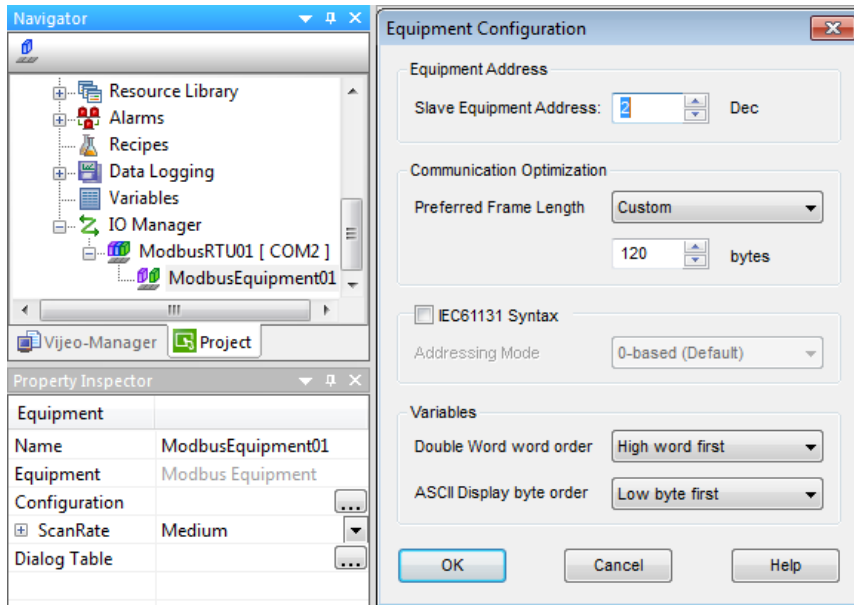 Navigator
Resource Library
Alarms
Recipes
Data Logging
Variables
IO Manager
ModbusRTU01 [ COM2 ]
ModbusEquipment01
Vijeo-Manager
Project
Property Inspector
Equipment
Name ModbusEquipment01
Equipment Modbus Equipment
Configuration ...
ScanRate Medium
Dialog Table ...
Equipment Configuration
Equipment Address
Slave Equipment Address: 2 Dec
Communication Optimization
Preferred Frame Length Custom
120 bytes
IEC61131 Syntax
Addressing Mode 0-based (Default)
Variables
Double Word word order High word first
ASCII Display byte order Low byte first
OK Cancel Help